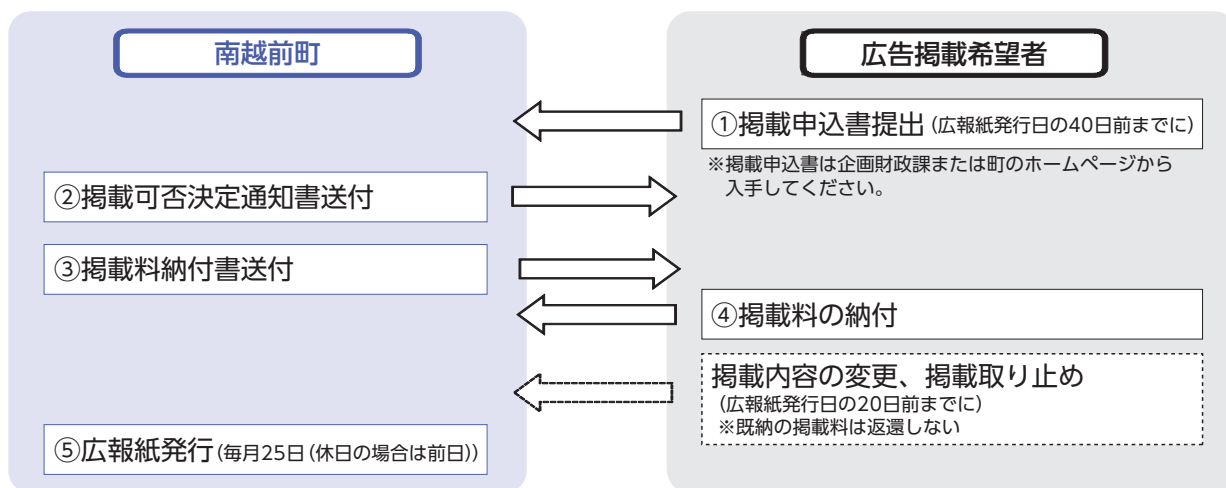 南越前町
広告掲載希望者
①掲載申込書提出（広報紙発行日の40日前までに）
※掲載申込書は企画財政課または町のホームページから
入手してください。
②掲載可否決定通知書送付
③掲載料納付書送付
④掲載料の納付
掲載内容の変更、掲載取り止め
（広報紙発行日の20日前までに）
※既納の掲載料は返還しない
⑤広報紙発行（毎月25日（休日の場合は前日））